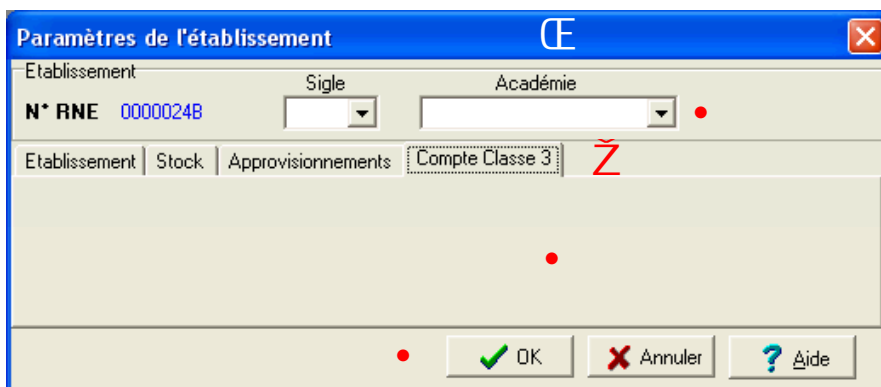 Paramètres de l'établissement Œ
Etablissement
Sigle Académie
N° RNE 0000024B •
Etablissement Stock Approvisionnements Compte Classe 3 Ž
•
• OK Annuler ? Aide